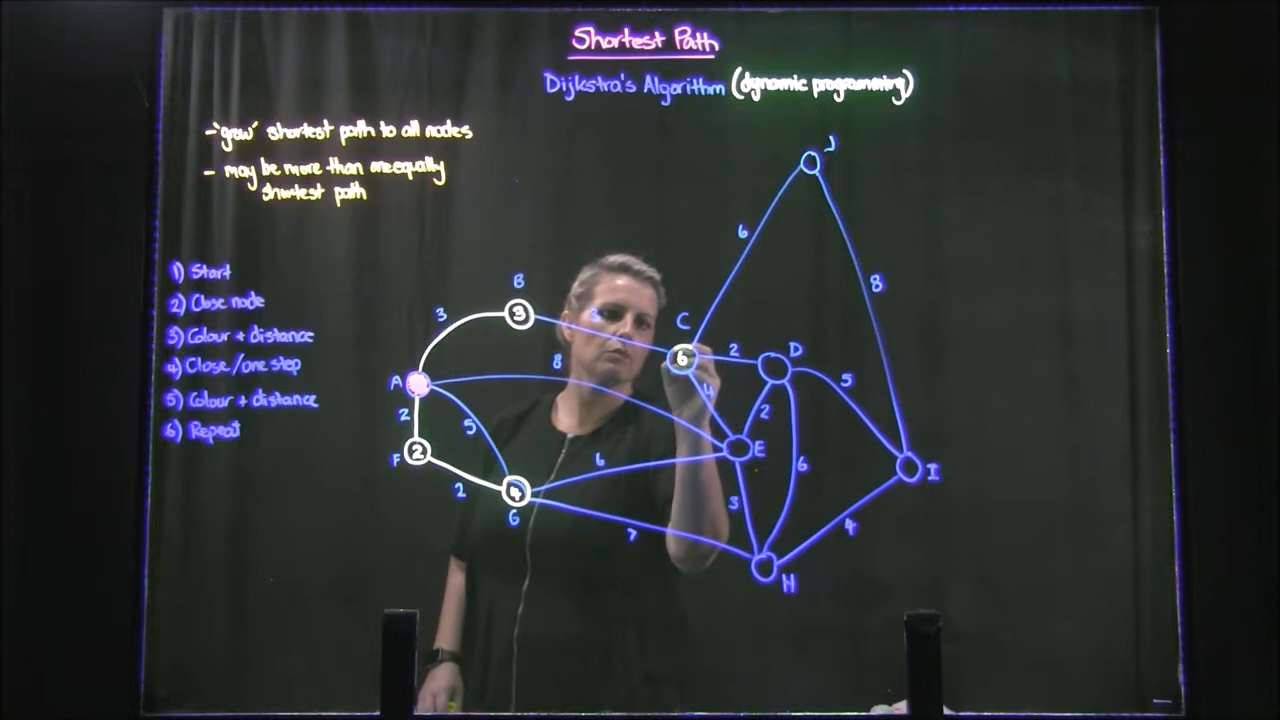 Shortest Path
Dijkstra's Algorithm (dynamic programming)
- 'grow' shortest path to all nodes
- may be more than one equally
shortest path
1) Start
2) Close node
3) Colour + distance
4) Close / one step
5) Colour + distance
6) Repeat
J
6
8
B
3
3
C
6
2
D
8
4
5
A
2
5
2
E
6
I
F
2
2
4
G
6
3
7
4
H